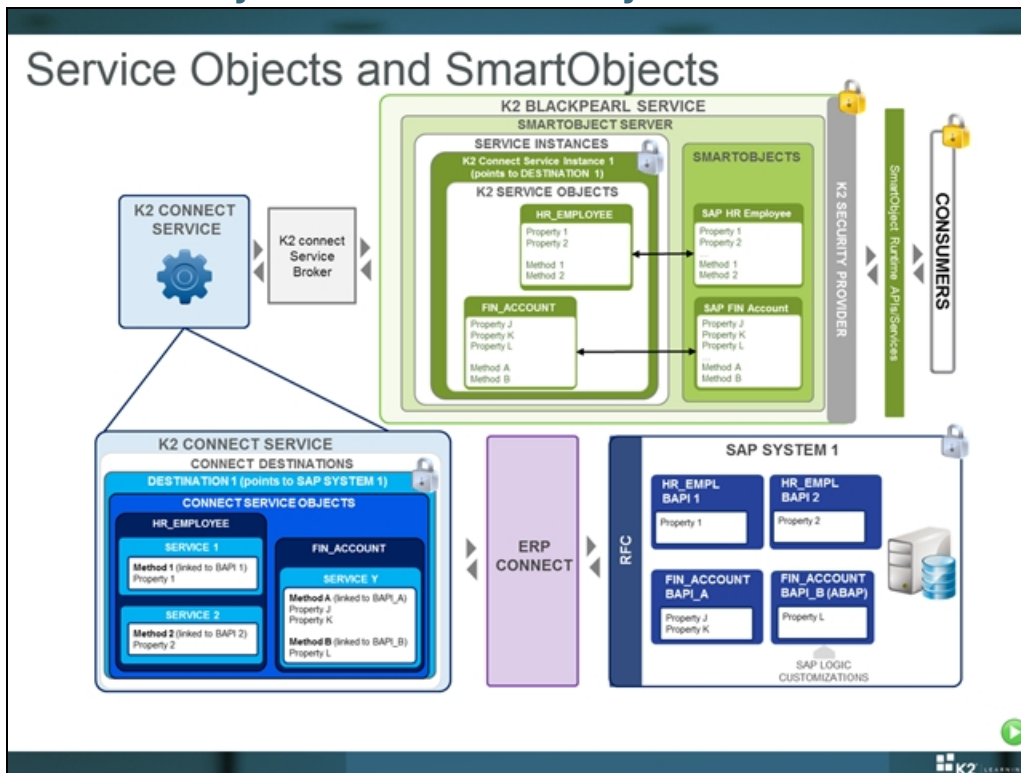 Service Objects and SmartObjects
K2 BLACKPEARL SERVICE
SMARTOBJECT SERVER
SERVICE INSTANCES
K2 Connect Service Instance 1
(points to DESTINATION 1)
K2 SERVICE OBJECTS
HR_EMPLOYEE
Property 1
Property 2
Method 1
Method 2
FIN_ACCOUNT
Property J
Property K
Property L
Method A
Method B
SMARTOBJECTS
SAP HR Employee
Property 1
Property 2
...
Method 1
Method 2
SAP FIN Account
Property J
Property K
Property L
...
Method A
Method B
K2 SECURITY PROVIDER
SmartObject Runtime APIs/Services
CONSUMERS
K2 CONNECT
SERVICE
K2 connect
Service
Broker
K2 CONNECT SERVICE
CONNECT DESTINATIONS
DESTINATION 1 (points to SAP SYSTEM 1)
CONNECT SERVICE OBJECTS
HR_EMPLOYEE
SERVICE 1
Method 1 (linked to BAPI 1)
Property 1
SERVICE 2
Method 2 (linked to BAPI 2)
Property 2
FIN_ACCOUNT
SERVICE Y
Method A (linked to BAPI_A)
Property J
Property K
Method B (linked to BAPI_B)
Property L
ERP
CONNECT
RFC
SAP SYSTEM 1
HR_EMPL
BAPI 1
Property 1
HR_EMPL
BAPI 2
Property 2
FIN_ACCOUNT
BAPI_A
Property J
Property K
FIN_ACCOUNT
BAPI_B (ABAP)
Property L
SAP LOGIC
CUSTOMIZATIONS
K2 LEARNING